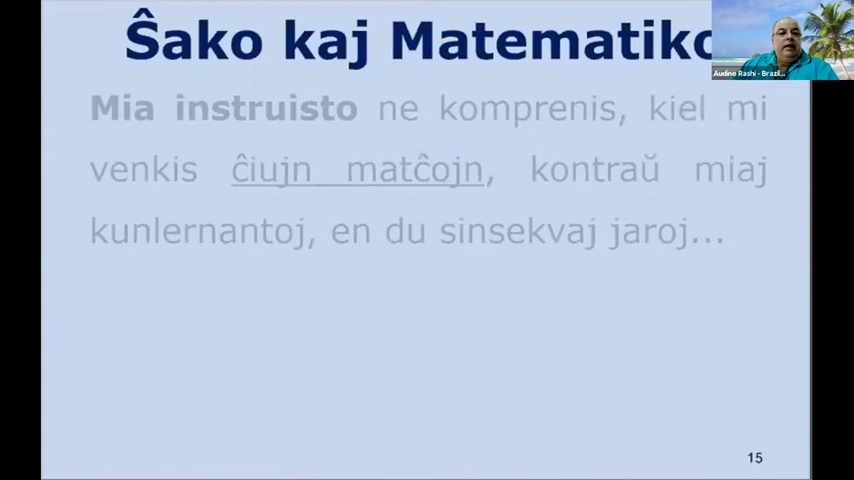 Ŝako kaj Matematiko
Audino Rashi - Brazil...
Mia instruisto ne komprenis, kiel mi
venkis ĉiujn matĉojn, kontraŭ miaj
kunlernantoj, en du sinsekvaj jaroj...
15